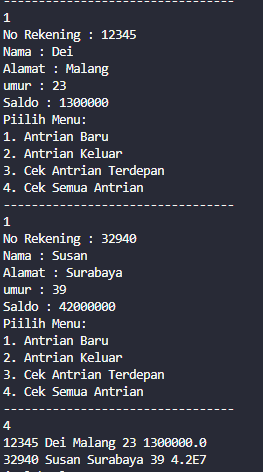 ----------------------------------
1
No Rekening : 12345
Nama : Dei
Alamat : Malang
umur : 23
Saldo : 1300000
Piilih Menu:
1. Antrian Baru
2. Antrian Keluar
3. Cek Antrian Terdepan
4. Cek Semua Antrian
----------------------------------
1
No Rekening : 32940
Nama : Susan
Alamat : Surabaya
umur : 39
Saldo : 42000000
Piilih Menu:
1. Antrian Baru
2. Antrian Keluar
3. Cek Antrian Terdepan
4. Cek Semua Antrian
----------------------------------
4
12345 Dei Malang 23 1300000.0
32940 Susan Surabaya 39 4.2E7